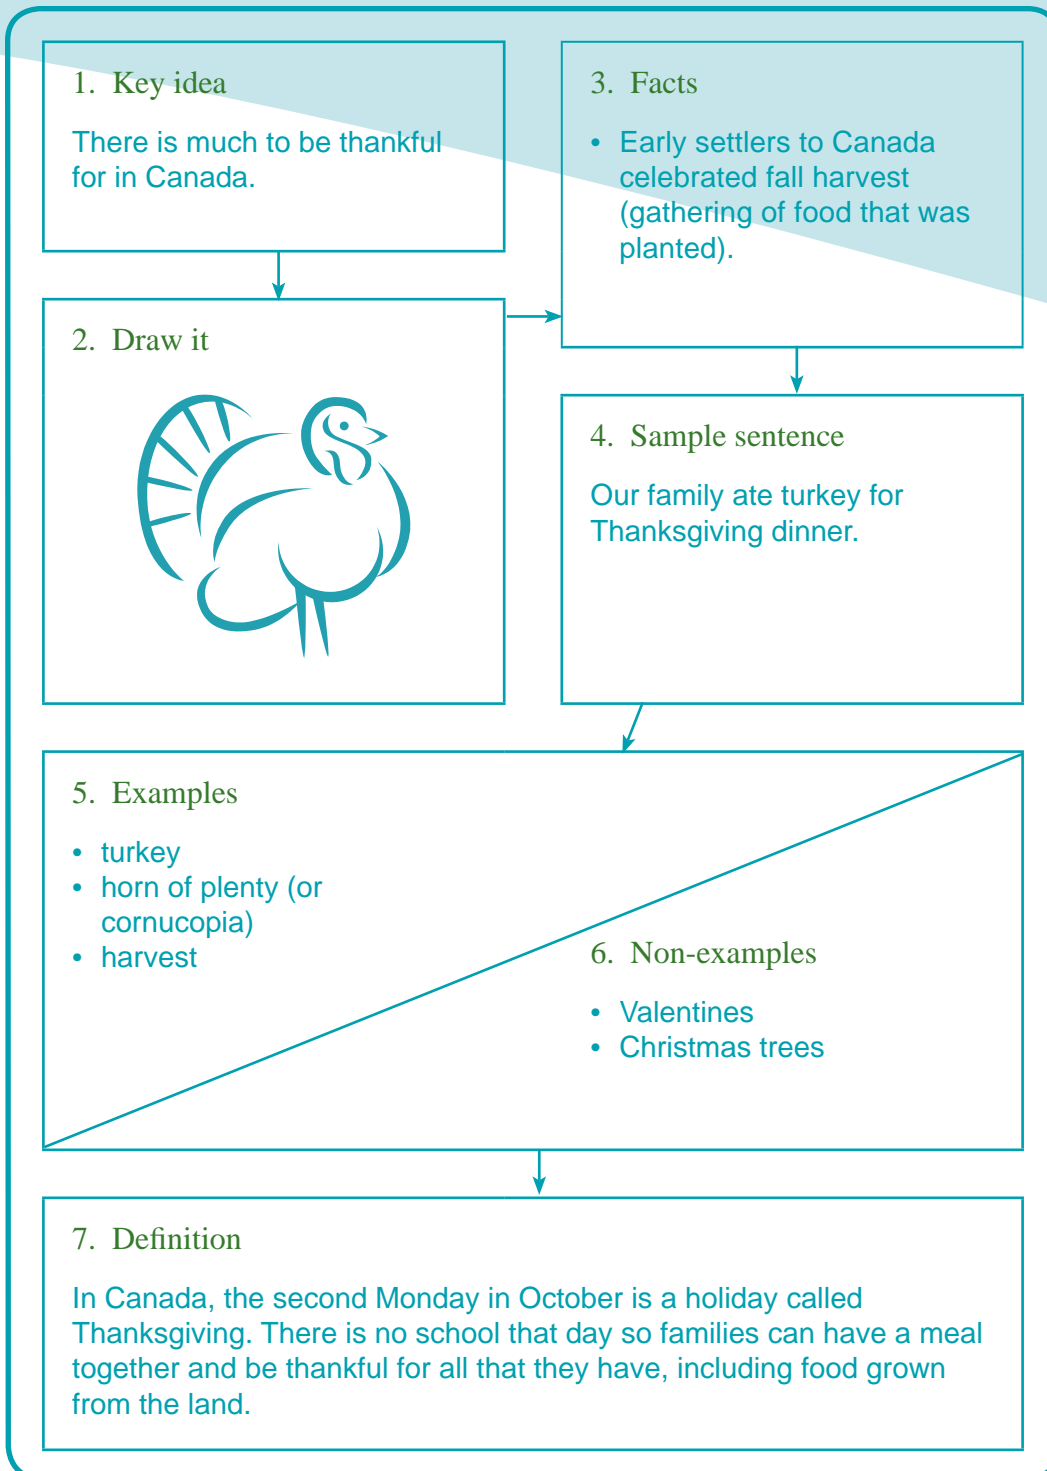 1. Key idea
There is much to be thankful
for in Canada.
2. Draw it
3. Facts
• Early settlers to Canada
celebrated fall harvest
(gathering of food that was
planted).
4. Sample sentence
Our family ate turkey for
Thanksgiving dinner.
5. Examples
• turkey
• horn of plenty (or
cornucopia)
• harvest
6. Non-examples
• Valentines
• Christmas trees
7. Definition
In Canada, the second Monday in October is a holiday called
Thanksgiving. There is no school that day so families can have a meal
together and be thankful for all that they have, including food grown
from the land.